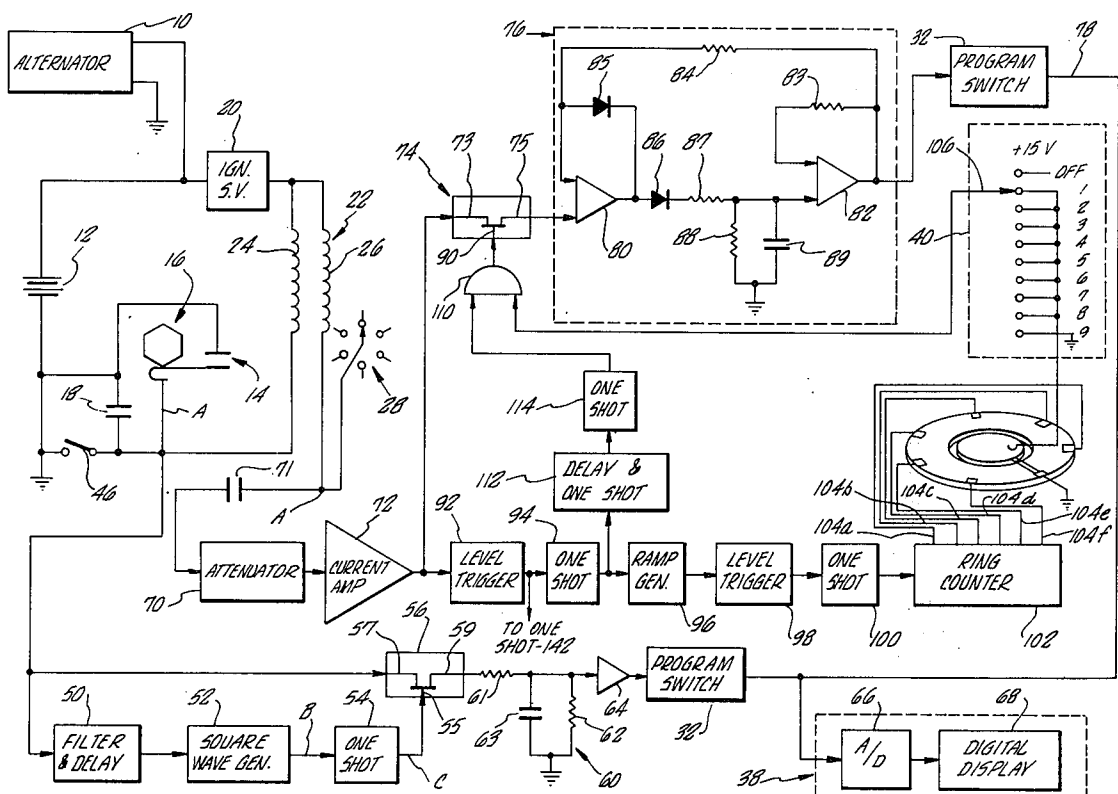 10
ALTERNATOR
20
IGN.
S.V.
22
24
26
12
16
14
18
A
28
46
71
A
72
ATTENUATOR
70
CURRENT
AMP
76
84
85
83
74
73
75
86
87
80
82
90
88
89
110
32
PROGRAM
SWITCH
78
+15 V
106
OFF
1
2
3
4
5
6
7
8
9
40
114
ONE
SHOT
112
DELAY &
ONE SHOT
92
LEVEL
TRIGGER
94
ONE
SHOT
RAMP
GEN.
96
LEVEL
TRIGGER
98
ONE
SHOT
100
104b
104c
104d
104e
104a
104f
RING
COUNTER
102
TO ONE
SHOT-142
56
57
59
55
61
63
62
60
64
PROGRAM
SWITCH
32
50
FILTER
& DELAY
52
SQUARE
WAVE GEN.
B
54
ONE
SHOT
C
66
A/D
68
DIGITAL
DISPLAY
38